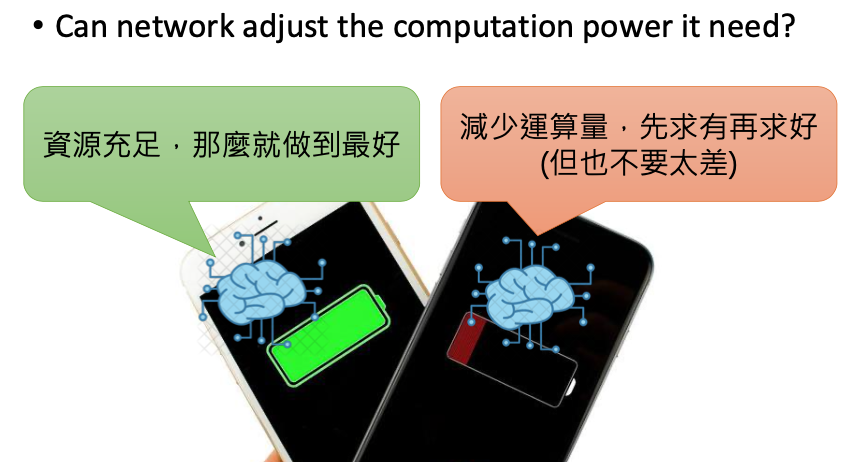 • Can network adjust the computation power it need?
資源充足，那麼就做到最好
減少運算量，先求有再求好
(但也不要太差)